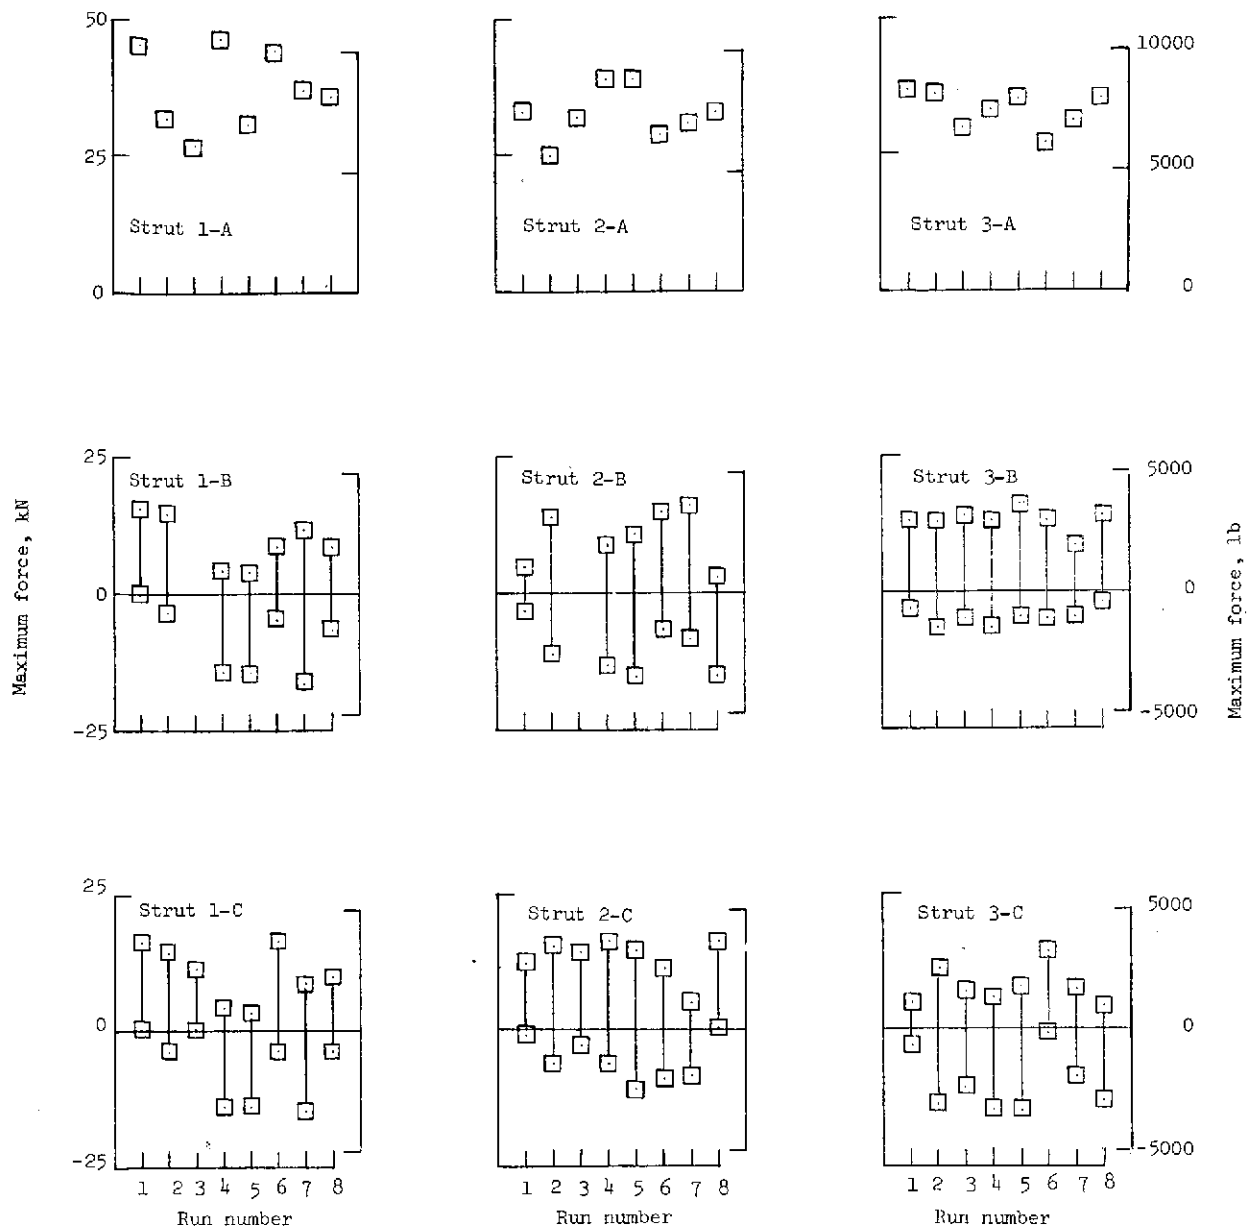 50
25
0
Strut 1-A
Strut 2-A
Strut 3-A
10000
5000
0
Maximum force, kN
25
0
-25
Strut 1-B
Strut 2-B
Strut 3-B
5000
0
-5000
Maximum force, lb
25
0
-25
Strut 1-C
Strut 2-C
Strut 3-C
5000
0
-5000
1 2 3 4 5 6 7 8
1 2 3 4 5 6 7 8
1 2 3 4 5 6 7 8
Run number
Run number
Run number